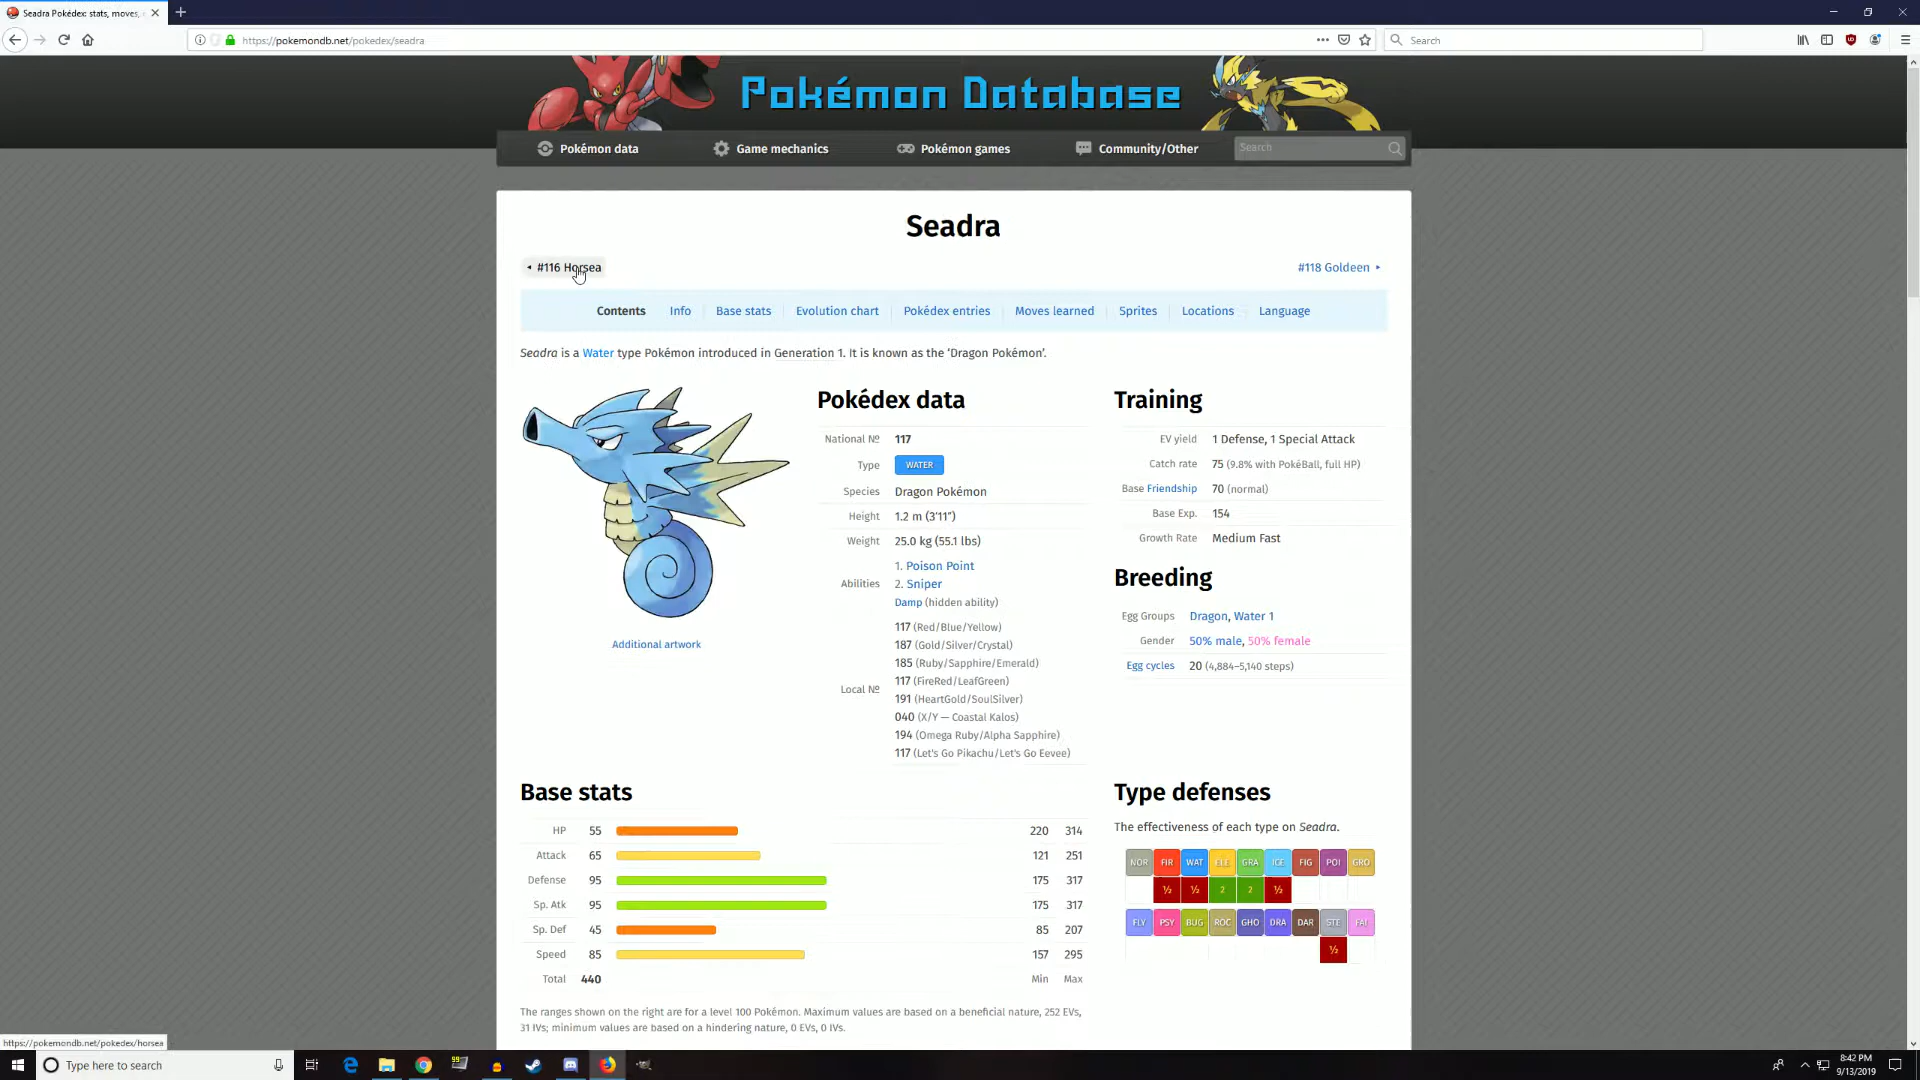 Seadra Pokédex: stats, moves, e
https://pokemondb.net/pokedex/seadra
Search
Pokémon Database
Pokémon data
Game mechanics
Pokémon games
Community/Other
Search
Seadra
#116 Horsea
#118 Goldeen
Contents Info Base stats Evolution chart Pokédex entries Moves learned Sprites Locations Language
Seadra is a Water type Pokémon introduced in Generation 1. It is known as the ‘Dragon Pokémon’.
Additional artwork
Pokédex data
National № 117
Type WATER
Species Dragon Pokémon
Height 1.2 m (3′11″)
Weight 25.0 kg (55.1 lbs)
Abilities 1. Poison Point
2. Sniper
Damp (hidden ability)
Local № 117 (Red/Blue/Yellow)
187 (Gold/Silver/Crystal)
185 (Ruby/Sapphire/Emerald)
117 (FireRed/LeafGreen)
191 (HeartGold/SoulSilver)
040 (X/Y — Coastal Kalos)
194 (Omega Ruby/Alpha Sapphire)
117 (Let's Go Pikachu/Let's Go Eevee)
Training
EV yield 1 Defense, 1 Special Attack
Catch rate 75 (9.8% with PokéBall, full HP)
Base Friendship 70 (normal)
Base Exp. 154
Growth Rate Medium Fast
Breeding
Egg Groups Dragon, Water 1
Gender 50% male, 50% female
Egg cycles 20 (4,884–5,140 steps)
Base stats
HP 55 220 314
Attack 65 121 251
Defense 95 175 317
Sp. Atk 95 175 317
Sp. Def 45 85 207
Speed 85 157 295
Total 440 Min Max
The ranges shown on the right are for a level 100 Pokémon. Maximum values are based on a beneficial nature, 252 EVs,
31 IVs; minimum values are based on a hindering nature, 0 EVs, 0 IVs.
Type defenses
The effectiveness of each type on Seadra.
NOR FIR WAT ELE GRA ICE FIG POI GRO
½ ½ 2 2 ½
FLY PSY BUG ROC GHO DRA DAR STE FAI
½
https://pokemondb.net/pokedex/horsea
Type here to search
8:42 PM
9/13/2019